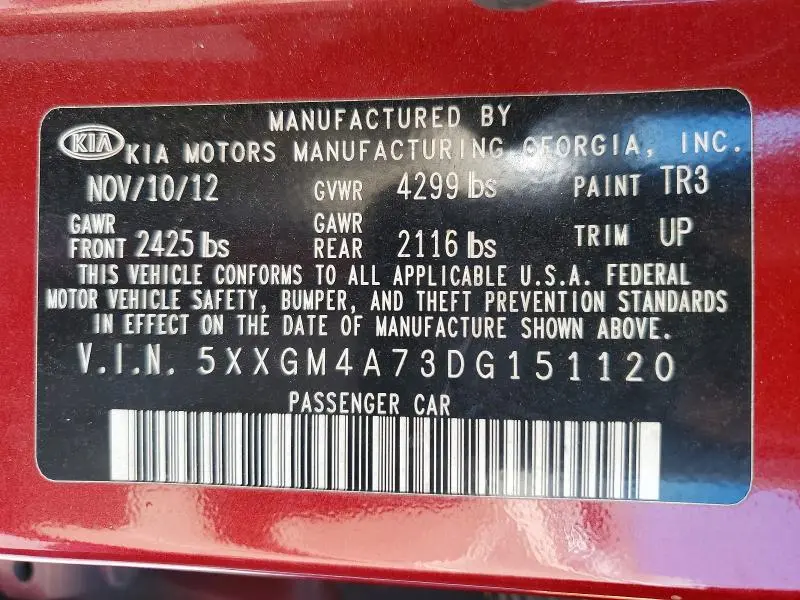 MANUFACTURED BY
KIA KIA MOTORS MANUFACTURING GEORGIA, INC.
NOV/10/12 GVWR 4299 lbs PAINT TR3
GAWR FRONT 2425 lbs GAWR REAR 2116 lbs TRIM UP
THIS VEHICLE CONFORMS TO ALL APPLICABLE U.S.A. FEDERAL
MOTOR VEHICLE SAFETY, BUMPER, AND THEFT PREVENTION STANDARDS
IN EFFECT ON THE DATE OF MANUFACTURE SHOWN ABOVE.
V.I.N. 5XXGM4A73DG151120
PASSENGER CAR